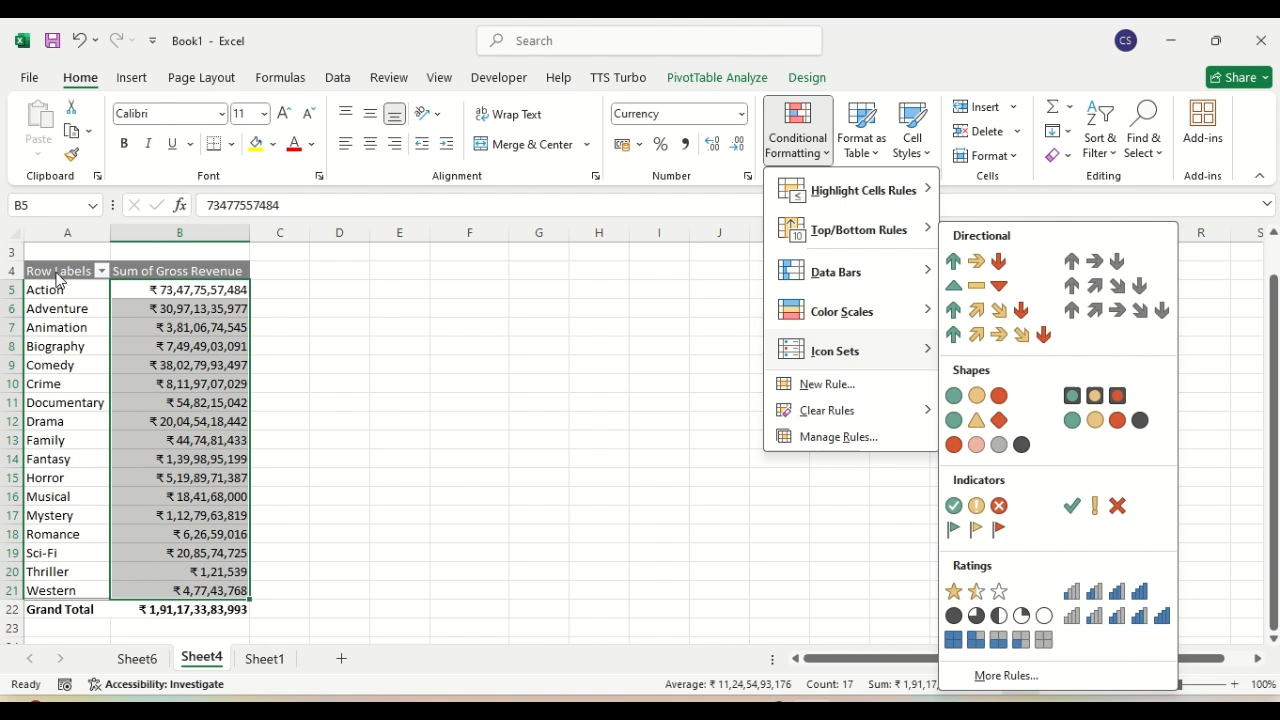 Book1 - Excel
Search
CS
File Home Insert Page Layout Formulas Data Review View Developer Help TTS Turbo PivotTable Analyze Design Share
Paste
Calibri 11
B I U A
Wrap Text
Merge & Center
Currency
% 9
Conditional Formatting
Format as Table
Cell Styles
Insert
Delete
Format
Sort & Filter
Find & Select
Add-ins
Clipboard Font Alignment Number Cells Editing Add-ins
B5 fx 73477557484
A B C D E F G H I J R S
3
4 Row Labels Sum of Gross Revenue
5 Action ₹ 73,47,75,57,484
6 Adventure ₹ 30,97,13,35,977
7 Animation ₹ 3,81,06,74,545
8 Biography ₹ 7,49,49,03,091
9 Comedy ₹ 38,02,79,93,497
10 Crime ₹ 8,11,97,07,029
11 Documentary ₹ 54,82,15,042
12 Drama ₹ 20,04,54,18,442
13 Family ₹ 44,74,81,433
14 Fantasy ₹ 1,39,98,95,199
15 Horror ₹ 5,19,89,71,387
16 Musical ₹ 18,41,68,000
17 Mystery ₹ 1,12,79,63,819
18 Romance ₹ 6,26,59,016
19 Sci-Fi ₹ 20,85,74,725
20 Thriller ₹ 1,21,539
21 Western ₹ 4,77,43,768
22 Grand Total ₹ 1,91,17,33,83,993
23
Highlight Cells Rules
Top/Bottom Rules
Data Bars
Color Scales
Icon Sets
New Rule...
Clear Rules
Manage Rules...
Directional
Shapes
Indicators
Ratings
More Rules...
Sheet6 Sheet4 Sheet1
Ready Accessibility: Investigate Average: ₹ 11,24,54,93,176 Count: 17 Sum: ₹ 1,91,17, 100%